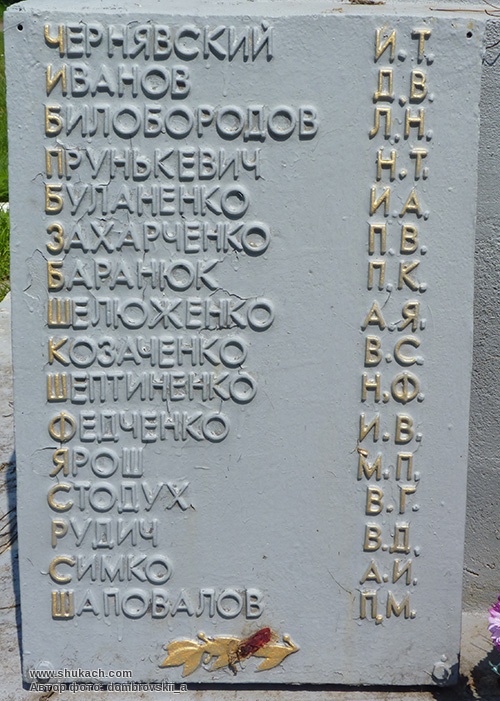 ЧЕРНЯВСКИЙ И.Т.
ИВАНОВ Д.В.
БИЛОБОРОДОВ Л.Н.
ПРУНЬКЕВИЧ Н.Т.
БУЛАНЕНКО И.А.
ЗАХАРЧЕНКО П.В.
БАРАНЮК П.К.
ШЕЛЮЖЕНКО А.Я.
КОЗАЧЕНКО В.С.
ШЕПТИНЕНКО Н.Ф.
ФЕДЧЕНКО И.В.
ЯРОШ М.П.
СТОДУХ В.Г.
РУДИЧ В.Д.
СИМКО А.И.
ШАПОВАЛОВ П.М.
www.shukach.com
Автор фото: dombrovskii_a